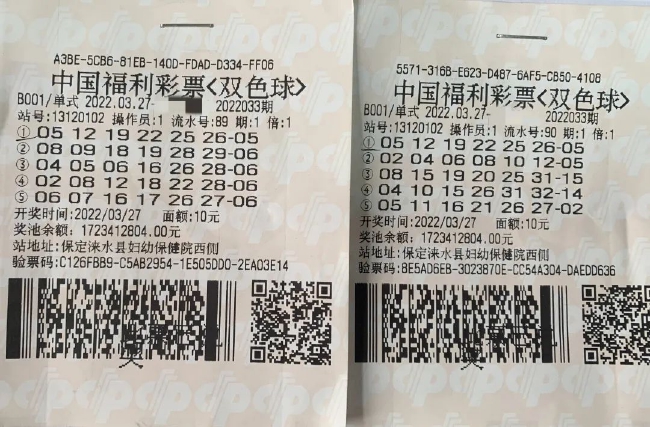 A3BE-5CB6-81EB-140D-FDAD-D334-FF06
中国福利彩票<双色球>
B001/单式 2022.03.27- 2022033期
站号:13120102 操作员:1 流水号:89 期:1 倍:1
① 05 12 19 22 25 26-05
② 08 09 18 19 28 29-06
③ 04 05 06 16 26 28-06
④ 02 08 12 18 22 28-06
⑤ 06 07 16 17 26 27-06
开奖时间:2022/03/27 面额:10元
奖池余额: 1723412804.00元
站地址:保定涞水县妇幼保健院西侧
验票码:C126FBB9-C5AB2954-1E505DD0-2EA03E14
5571-316B-E623-D487-6AF5-CB50-4108
中国福利彩票<双色球>
B001/单式 2022.03.27- 2022033期
站号:13120102 操作员:1 流水号:90 期:1 倍:1
① 05 12 19 22 25 26-05
② 02 04 06 08 10 12-05
③ 08 15 19 20 25 31-15
④ 04 10 15 26 31 32-14
⑤ 05 11 16 21 26 27-02
开奖时间:2022/03/27 面额:10元
奖池余额: 1723412804.00元
站地址:保定涞水县妇幼保健院西侧
验票码:8E5AD6EB-3023870E-CC54A304-DAEDD636